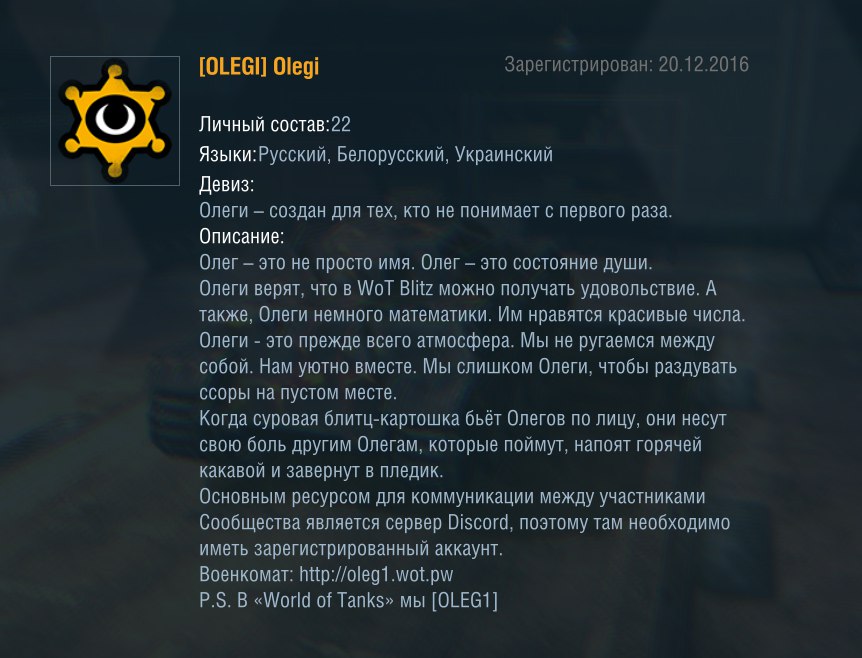 [OLEGI] Olegi
Зарегистрирован: 20.12.2016
Личный состав:22
Языки:Русский, Белорусский, Украинский
Девиз:
Олеги – создан для тех, кто не понимает с первого раза.
Описание:
Олег – это не просто имя. Олег – это состояние души.
Олеги верят, что в WoT Blitz можно получать удовольствие. А
также, Олеги немного математики. Им нравятся красивые числа.
Олеги - это прежде всего атмосфера. Мы не ругаемся между
собой. Нам уютно вместе. Мы слишком Олеги, чтобы раздувать
ссоры на пустом месте.
Когда суровая блитц-картошка бьёт Олегов по лицу, они несут
свою боль другим Олегам, которые поймут, напоят горячей
какавой и завернут в пледик.
Основным ресурсом для коммуникации между участниками
Сообщества является сервер Discord, поэтому там необходимо
иметь зарегистрированный аккаунт.
Военкомат: http://oleg1.wot.pw
P.S. В «World of Tanks» мы [OLEG1]